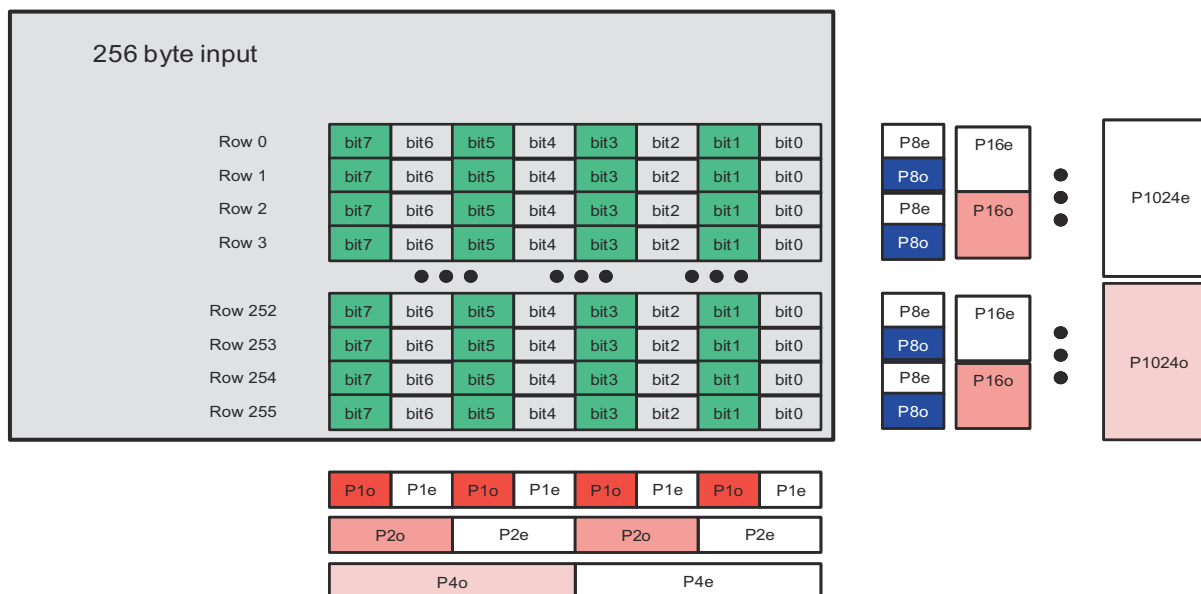 256 byte input
Row 0 bit7 bit6 bit5 bit4 bit3 bit2 bit1 bit0 P8e P16e
Row 1 bit7 bit6 bit5 bit4 bit3 bit2 bit1 bit0 P8o
Row 2 bit7 bit6 bit5 bit4 bit3 bit2 bit1 bit0 P8e P16o P1024e
Row 3 bit7 bit6 bit5 bit4 bit3 bit2 bit1 bit0 P8o
Row 252 bit7 bit6 bit5 bit4 bit3 bit2 bit1 bit0 P8e P16e
Row 253 bit7 bit6 bit5 bit4 bit3 bit2 bit1 bit0 P8o
Row 254 bit7 bit6 bit5 bit4 bit3 bit2 bit1 bit0 P8e P16o P1024o
Row 255 bit7 bit6 bit5 bit4 bit3 bit2 bit1 bit0 P8o
P1o P1e P1o P1e P1o P1e P1o P1e
P2o P2e P2o P2e
P4o P4e